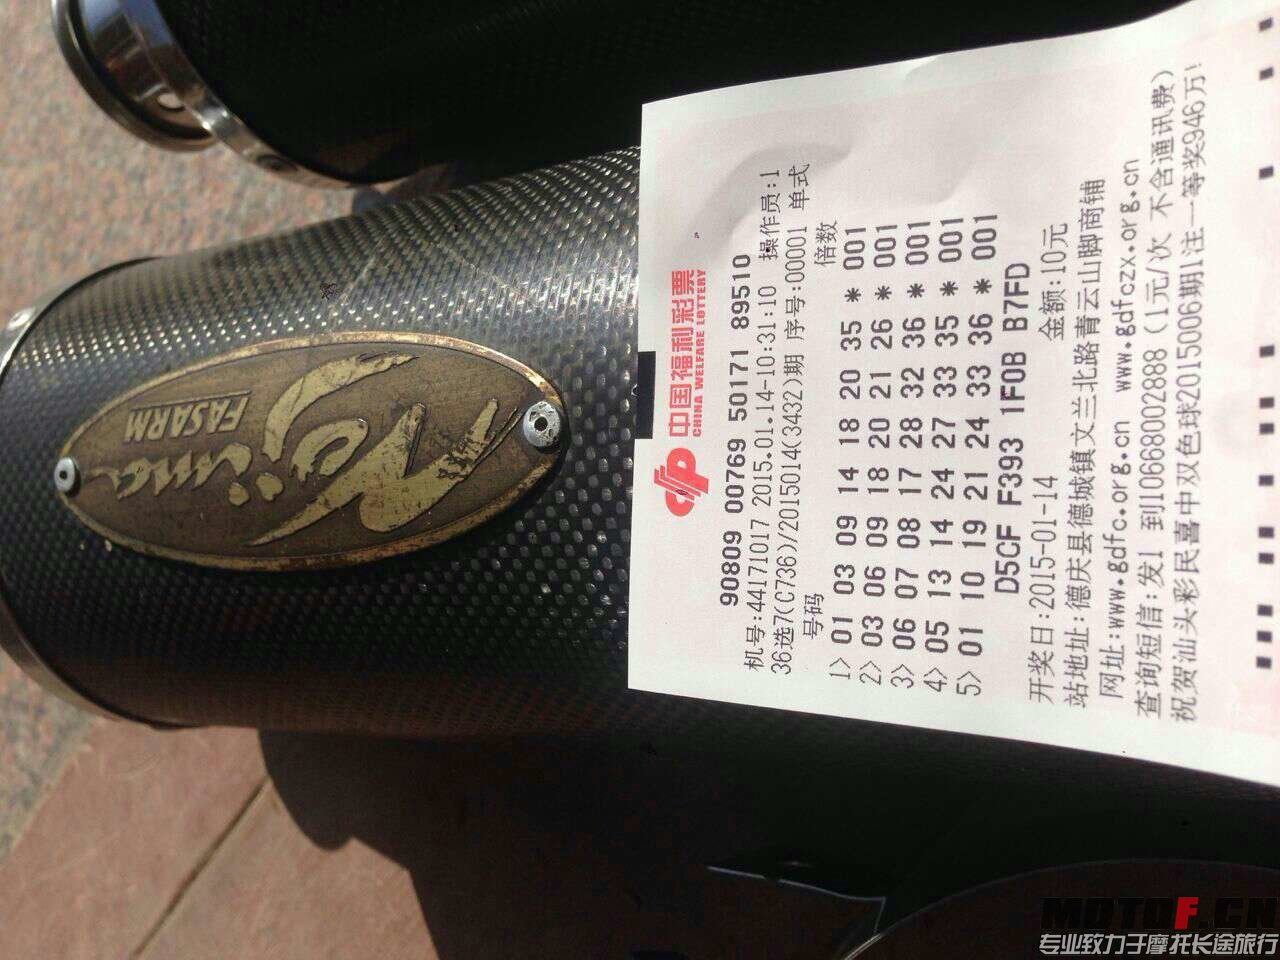 Kojima
FASARM
中国福利彩票
CHINA WELFARE LOTTERY
90809 00769 50171 89510
机号:44171017 2015.01.14-10:31:10 操作员:1
36选7(C736)/2015014(3432)期 序号:00001 单式
号码 倍数
1> 01 03 09 14 18 20 35 * 001
2> 03 06 09 18 20 21 26 * 001
3> 06 07 08 17 28 32 36 * 001
4> 05 13 14 24 27 33 35 * 001
5> 01 10 19 21 24 33 36 * 001
D5CF F393 1F0B B7FD
开奖日:2015-01-14 金额:10元
站地址:德庆县德城镇文兰北路青云山脚商铺
网址:www.gdfc.org.cn www.gdfczx.org.cn
查询短信:发1 到10668002888 (1元/次 不含通讯费)
祝贺汕头彩民喜中双色球2015006期1注一等奖946万!
MOTOF.CN
专业致力于摩托长途旅行